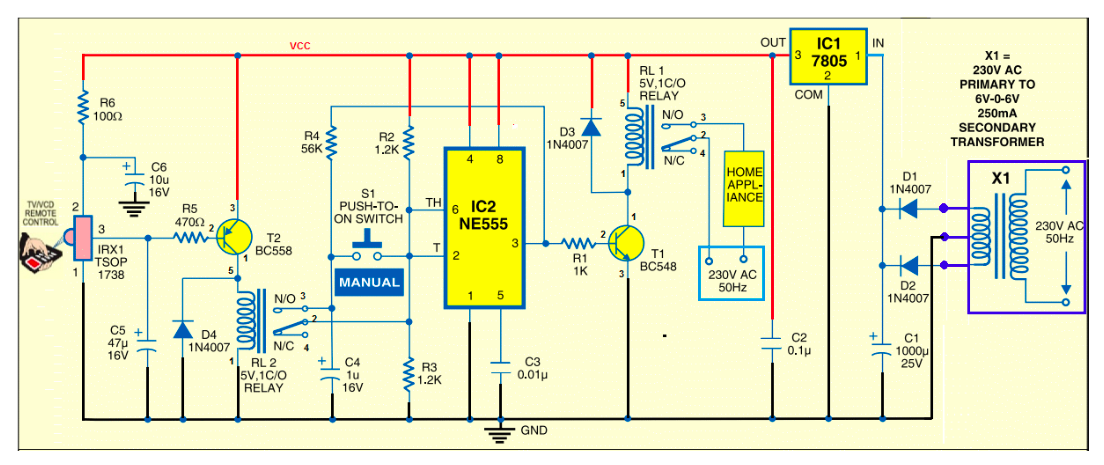 VCC
OUT
IC1
7805
IN
3
1
2
COM
X1 =
230V AC
PRIMARY TO
6V-0-6V
250mA
SECONDARY
TRANSFORMER
RL 1
5V,1C/O
RELAY
5
N/O
3
2
N/C
4
1
R6
100Ω
R4
56K
R2
1.2K
D3
1N4007
4
8
C6
10u
16V
+
HOME
APPL-
IANCE
D1
1N4007
X1
TV/VCD
REMOTE
CONTROL
2
3
1
IRX1
TSOP
1738
R5
470Ω
3
2
1
T2
BC558
S1
PUSH-TO-
ON SWITCH
MANUAL
TH
6
T
2
IC2
NE555
3
1
5
R1
1K
1
2
3
T1
BC548
230V AC
50Hz
230V AC
50Hz
D2
1N4007
C5
47µ
16V
+
D4
1N4007
5
N/O
3
2
N/C
4
1
RL 2
5V,1C/O
RELAY
+
C4
1u
16V
R3
1.2K
C3
0.01µ
C2
0.1µ
+
C1
1000µ
25V
GND